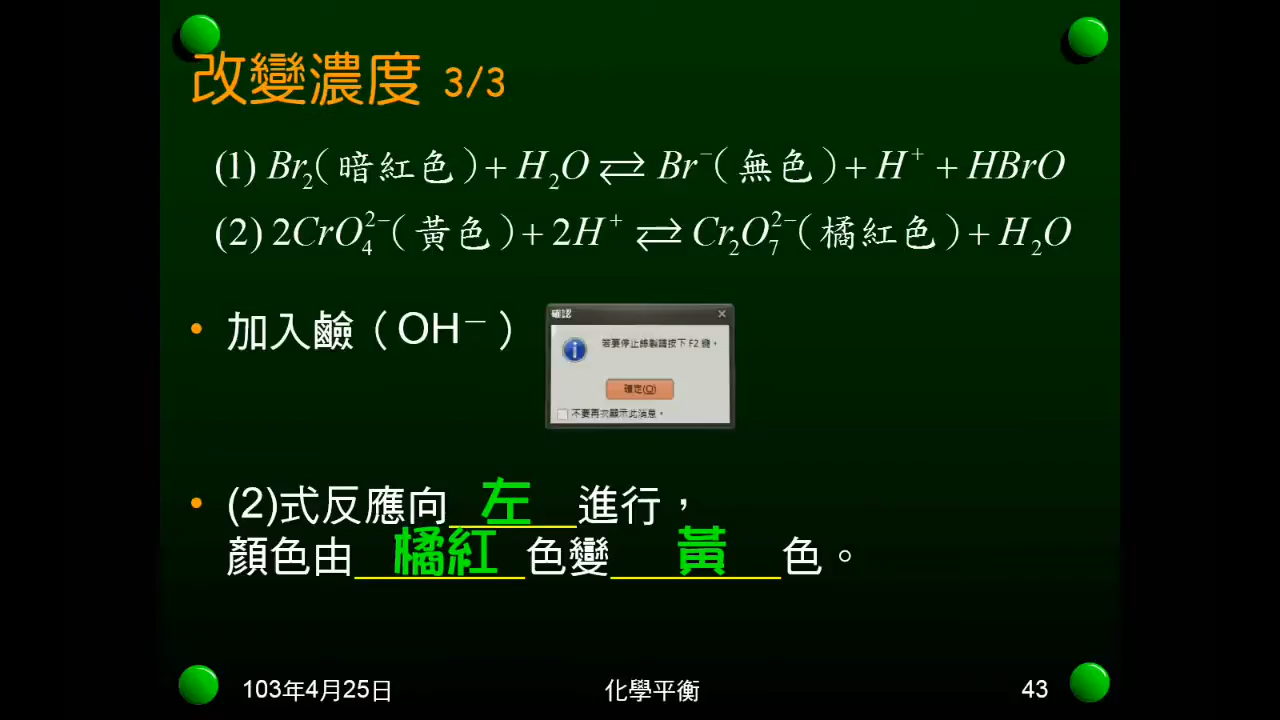 改變濃度 3/3
(1) Br₂(暗紅色)+ H₂O ⇄ Br⁻(無色)+ H⁺ + HBrO
(2) 2CrO₄²⁻(黃色)+ 2H⁺ ⇄ Cr₂O₇²⁻(橘紅色)+ H₂O
• 加入鹼（OH－）
確認
若要停止錄製請按下 F2 鍵。
確定(O)
不要再次顯示此消息。
• (2)式反應向 左 進行，
顏色由 橘紅 色變 黃 色。
103年4月25日 化學平衡 43